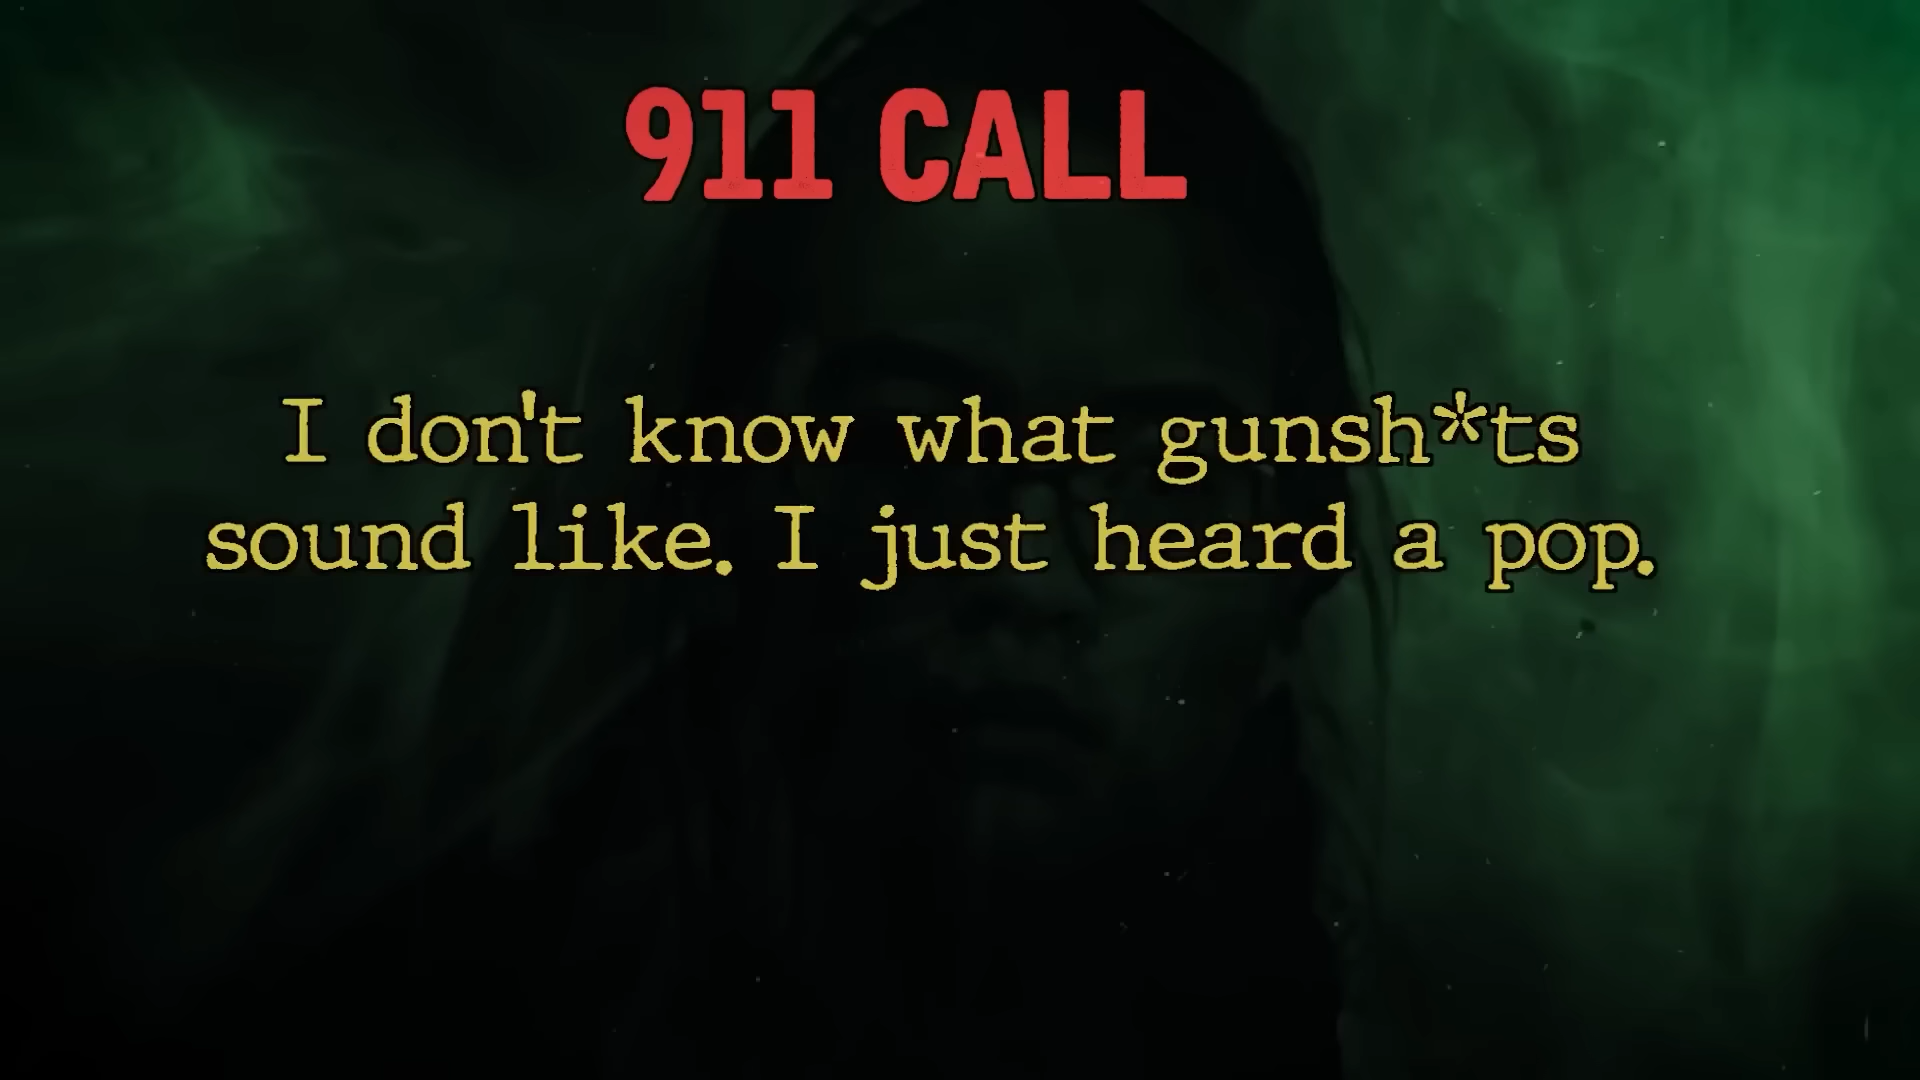 911 CALL
I don't know what gunsh*ts
sound like. I just heard a pop.